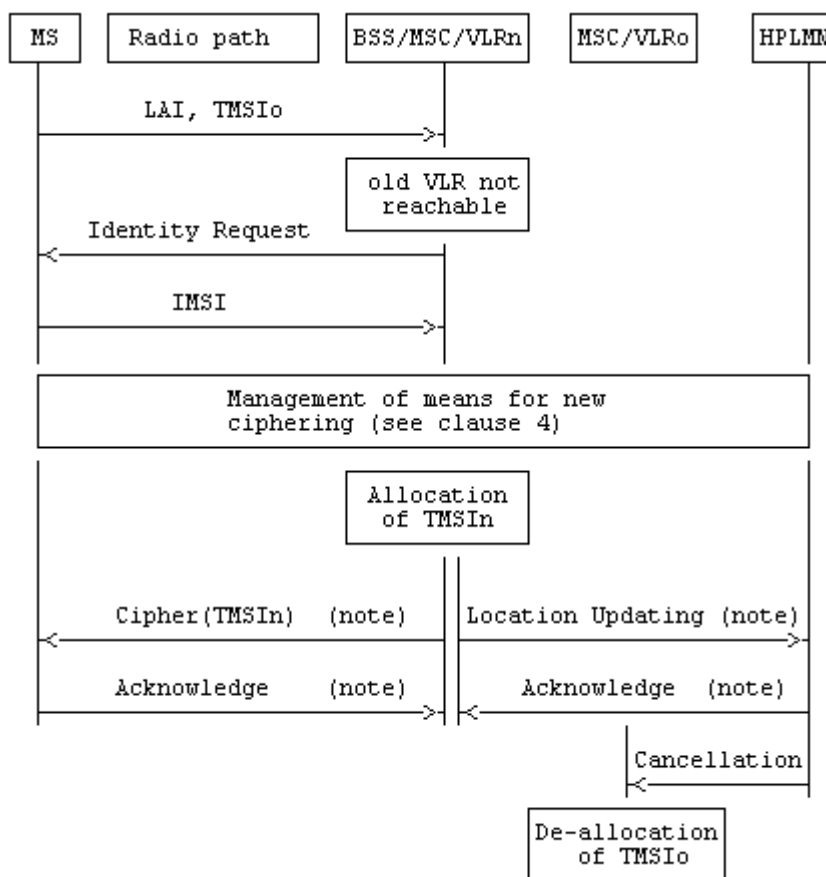 MS Radio path BSS/MSC/VLRn MSC/VLRo HPLMN
LAI, TMSIo
old VLR not
reachable
Identity Request
IMSI
Management of means for new
ciphering (see clause 4)
Allocation
of TMSIn
Cipher(TMSIn) (note) Location Updating (note)
Acknowledge (note) Acknowledge (note)
Cancellation
De-allocation
of TMSIo